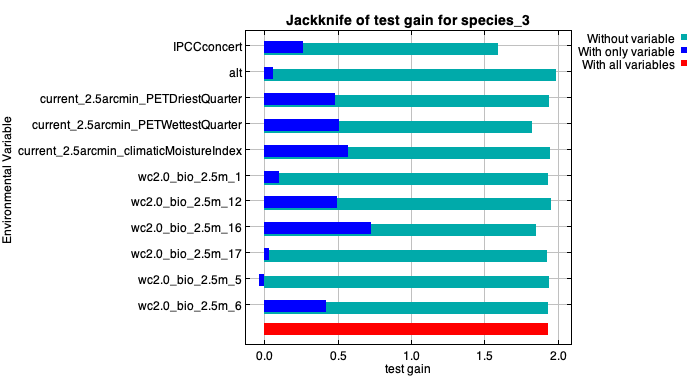 Jackknife of test gain for species_3
Without variable
With only variable
With all variables
Environmental Variable
IPCCconcert
alt
current_2.5arcmin_PETDriestQuarter
current_2.5arcmin_PETWettestQuarter
current_2.5arcmin_climaticMoistureIndex
wc2.0_bio_2.5m_1
wc2.0_bio_2.5m_12
wc2.0_bio_2.5m_16
wc2.0_bio_2.5m_17
wc2.0_bio_2.5m_5
wc2.0_bio_2.5m_6
0.0 0.5 1.0 1.5 2.0
test gain